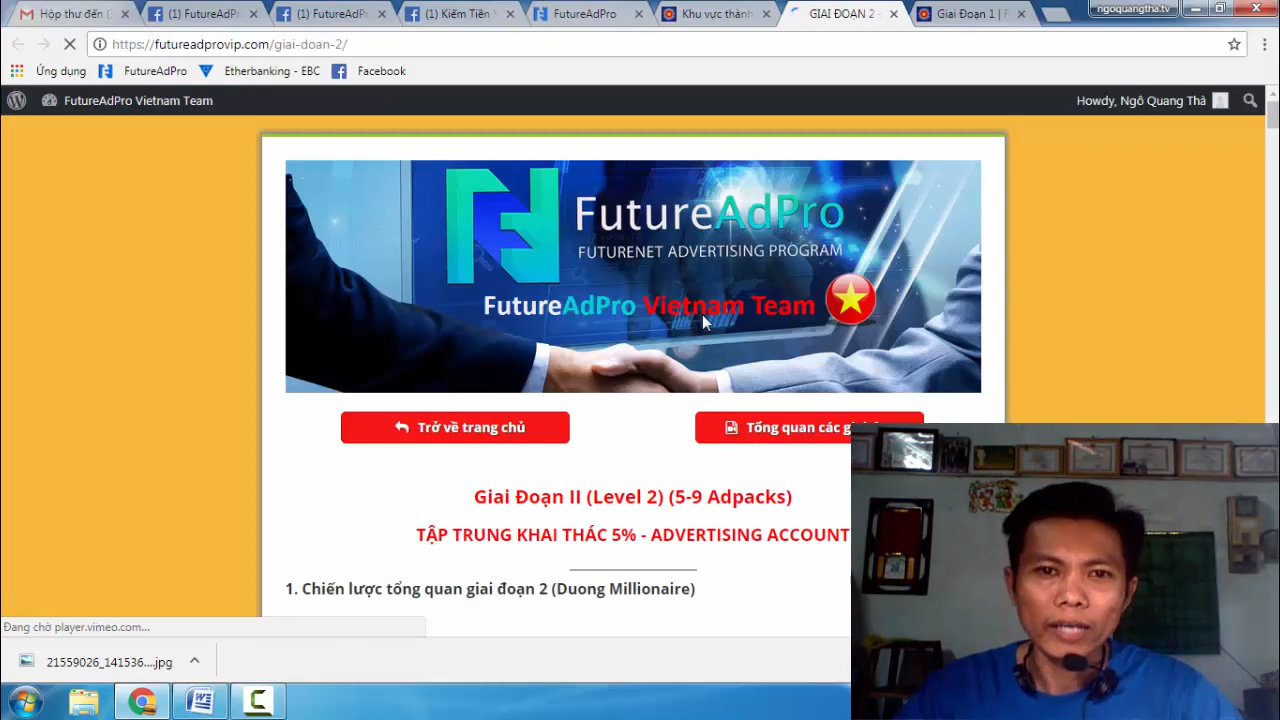 Hộp thư đến (
(1) FutureAdPr
(1) FutureAdPr
(1) Kiếm Tiền V
FutureAdPro
Khu vực thành
GIAI ĐOẠN 2
Giai Đoạn 1 | F
ngoquangtha.tv
https://futureadprovip.com/giai-doan-2/
Ứng dụng
FutureAdPro
Etherbanking - EBC
Facebook
FutureAdPro Vietnam Team
Howdy, Ngô Quang Thà
FutureAdPro
FUTURENET ADVERTISING PROGRAM
FutureAdPro Vietnam Team
Trở về trang chủ
Tổng quan các
Giai Đoạn II (Level 2) (5-9 Adpacks)
TẬP TRUNG KHAI THÁC 5% - ADVERTISING ACCOUNT
1. Chiến lược tổng quan giai đoạn 2 (Duong Millionaire)
Đang chờ player.vimeo.com...
21559026_141536....jpg